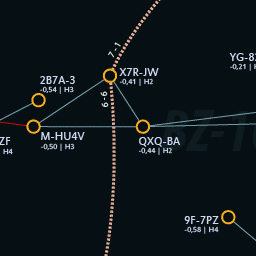 7 - 1
YG-8
-0,21 |
X7R-JW
-0,41 | H2
2B7A-3
-0,54 | H3
6 - 6
ZF
| H4
M-HU4V
-0,50 | H3
QXQ-BA
-0,44 | H2
9F-7PZ
-0,58 | H4